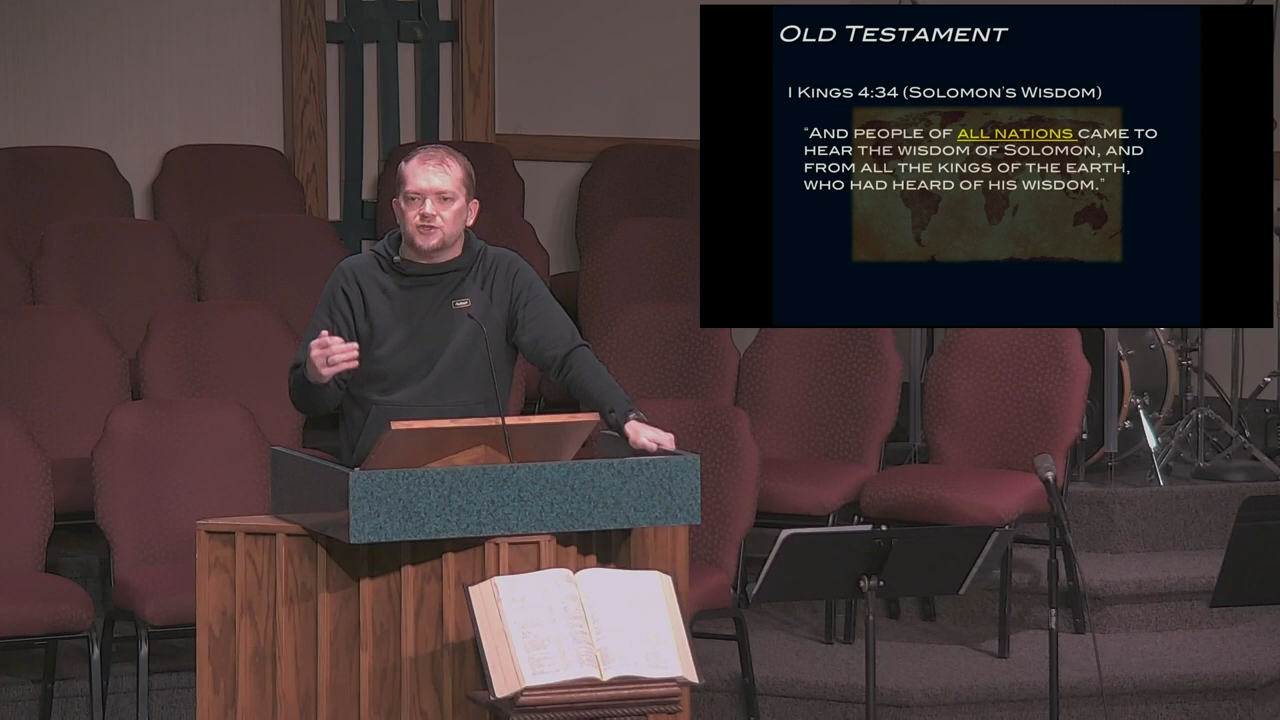 OLD TESTAMENT
I KINGS 4:34 (SOLOMON'S WISDOM)
“AND PEOPLE OF ALL NATIONS CAME TO
HEAR THE WISDOM OF SOLOMON, AND
FROM ALL THE KINGS OF THE EARTH,
WHO HAD HEARD OF HIS WISDOM.”